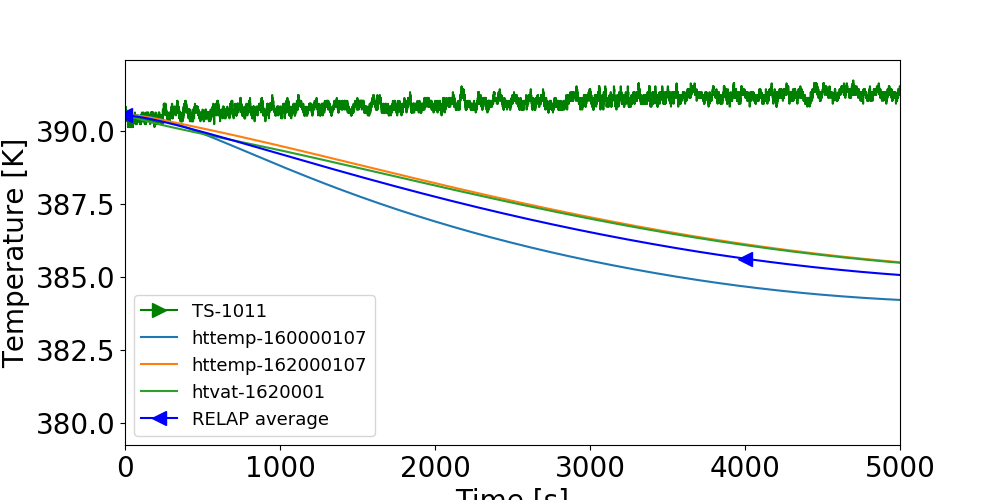 Temperature [K]
390.0
387.5
385.0
382.5
380.0
TS-1011
httemp-160000107
httemp-162000107
htvat-1620001
RELAP average
0 1000 2000 3000 4000 5000
Time [s]